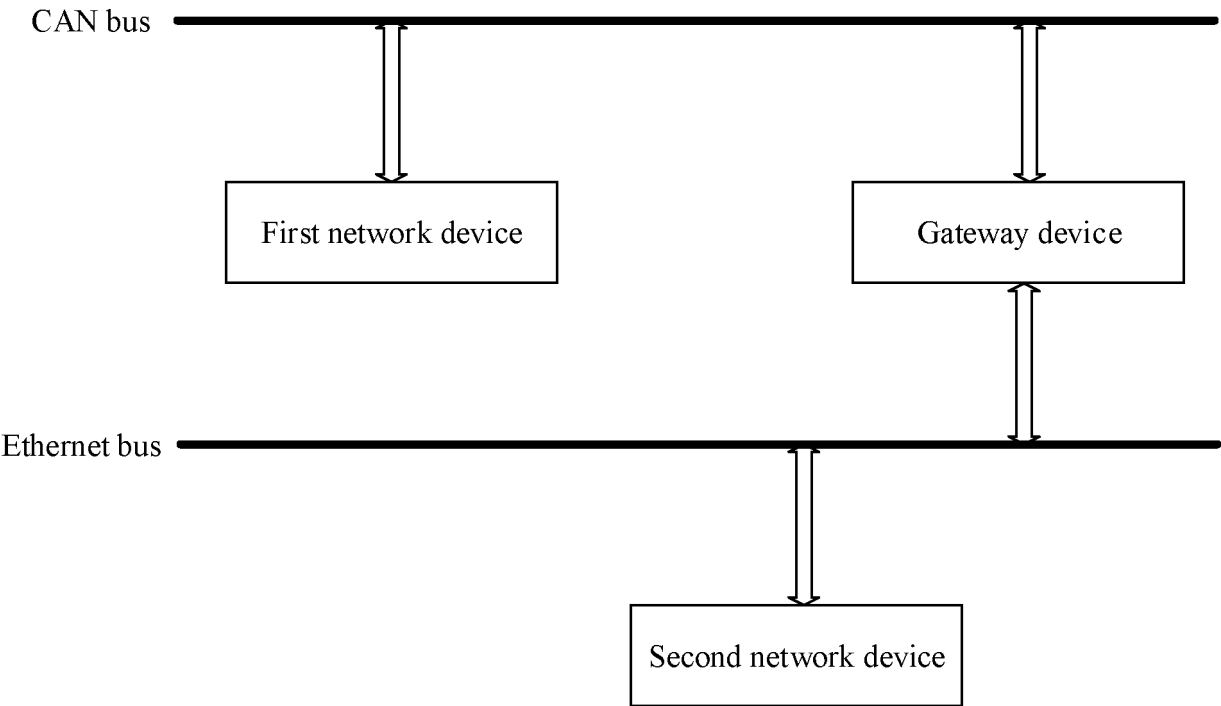 CAN bus
First network device
Gateway device
Ethernet bus
Second network device